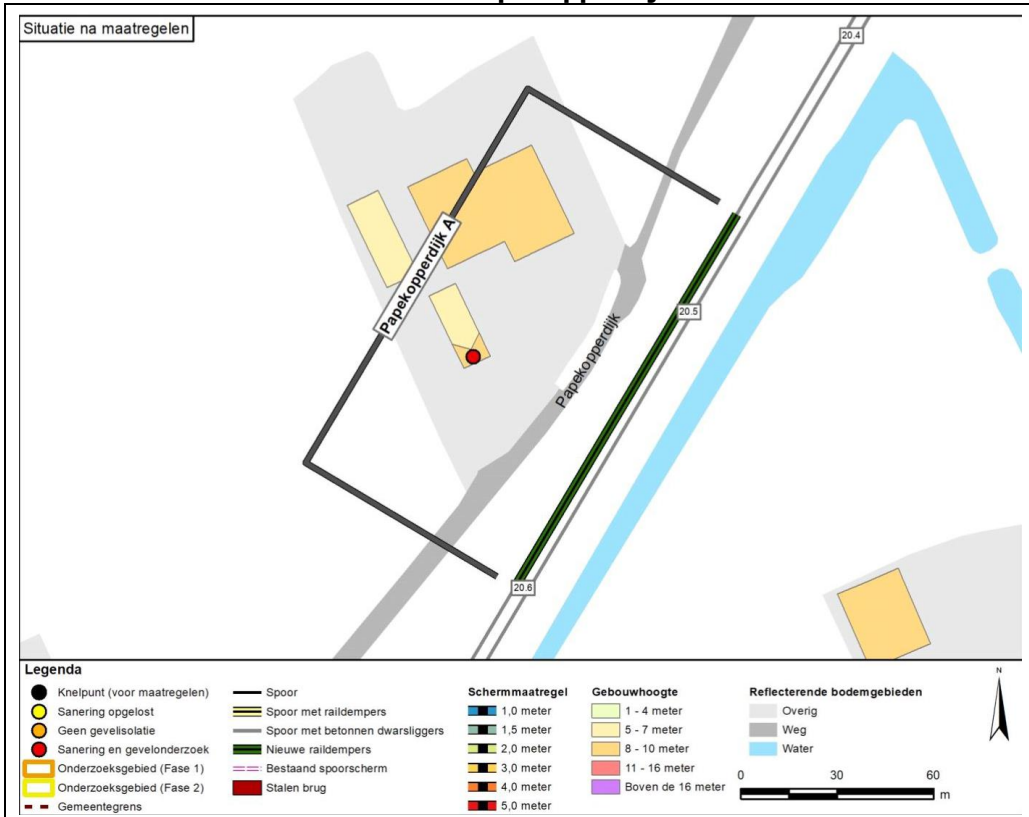 Situatie na maatregelen
20.4
Papekopperdijk A
20.5
Papekopperdijk
20.6
Legenda
Knelpunt (voor maatregelen)
Sanering opgelost
Geen gevelisolatie
Sanering en gevelonderzoek
Onderzoeksgebied (Fase 1)
Onderzoeksgebied (Fase 2)
Gemeentegrens
Spoor
Spoor met raildempers
Spoor met betonnen dwarsliggers
Nieuwe raildempers
Bestaand spoorscherm
Stalen brug
Schermmaatregel
1,0 meter
1,5 meter
2,0 meter
3,0 meter
4,0 meter
5,0 meter
Gebouwhoogte
1 - 4 meter
5 - 7 meter
8 - 10 meter
11 - 16 meter
Boven de 16 meter
Reflecterende bodemgebieden
Overig
Weg
Water
N
0 30 60
m